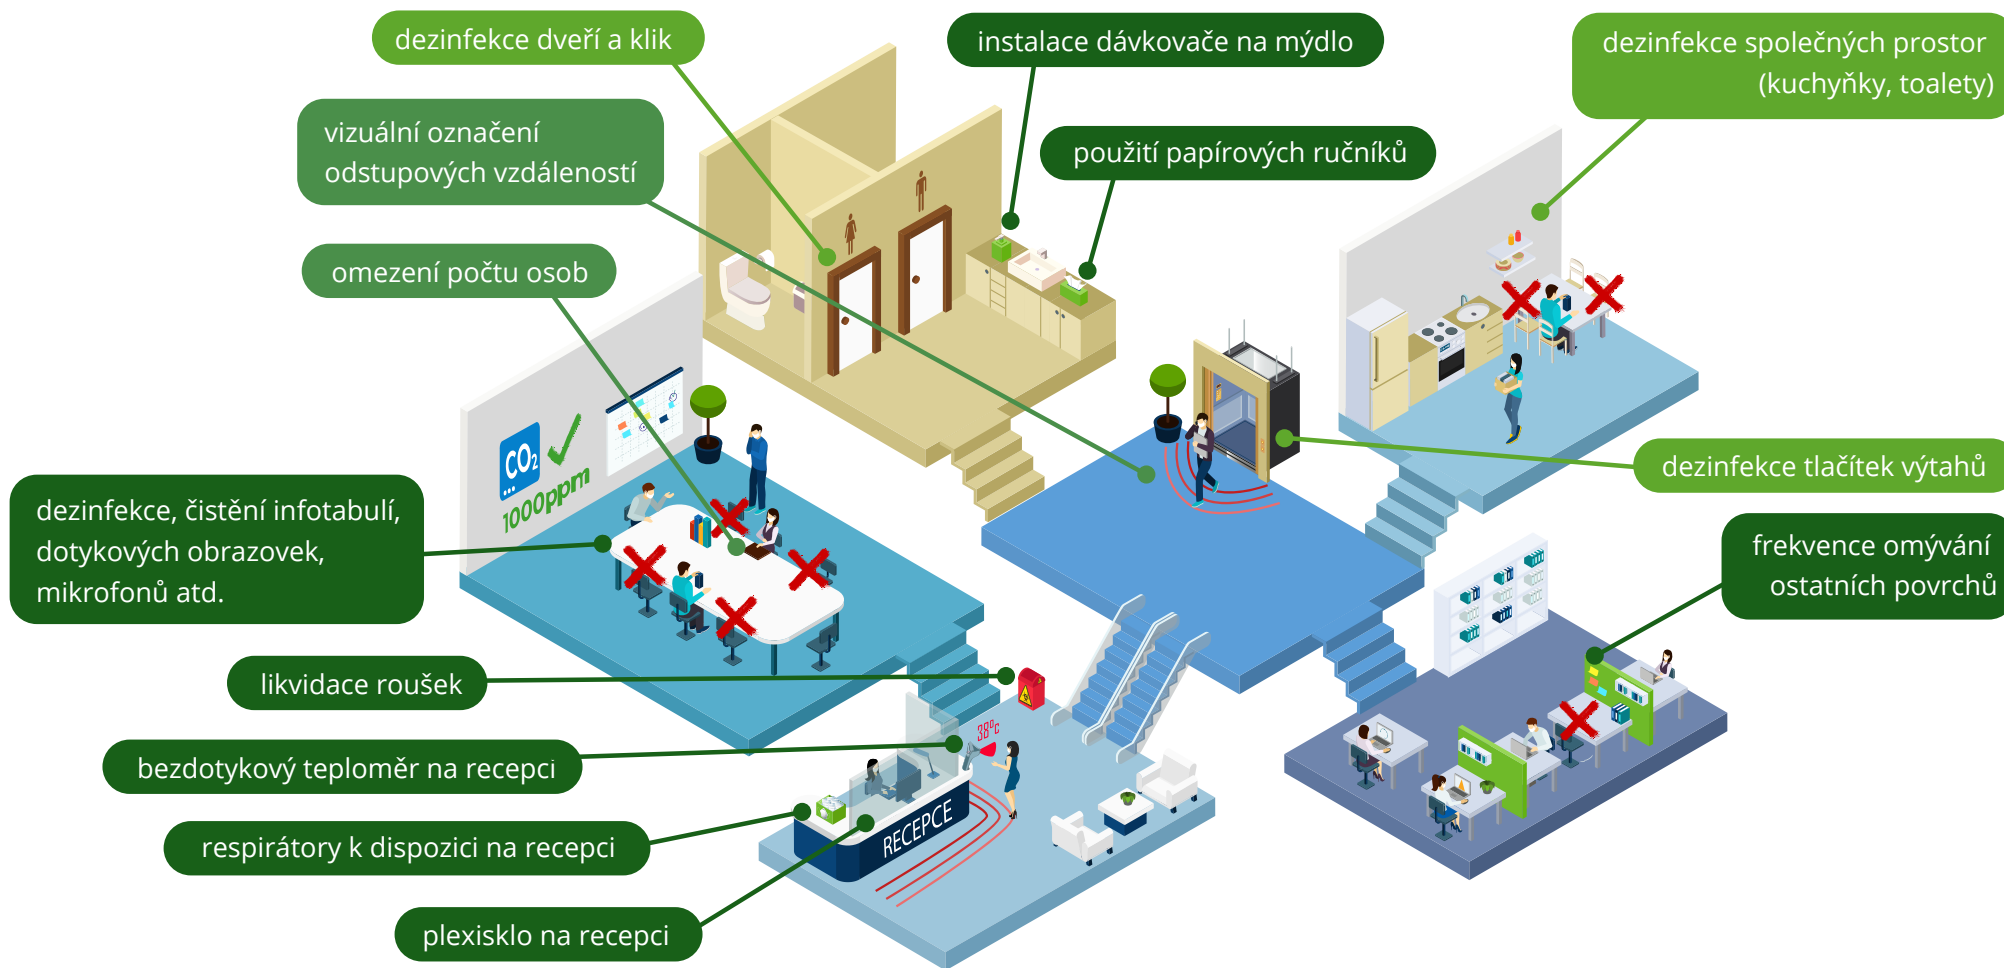 dezinfekce dveří a klik
instalace dávkovače na mýdlo
dezinfekce společných prostor
(kuchyňky, toalety)
vizuální označení
odstupových vzdáleností
použití papírových ručníků
omezení počtu osob
CO₂
1000ppm
dezinfekce tlačítek výtahů
dezinfekce, čistění infotabulí,
dotykových obrazovek,
mikrofonů atd.
frekvence omývání
ostatních povrchů
likvidace roušek
38°C
bezdotykový teploměr na recepci
RECEPCE
respirátory k dispozici na recepci
plexisklo na recepci